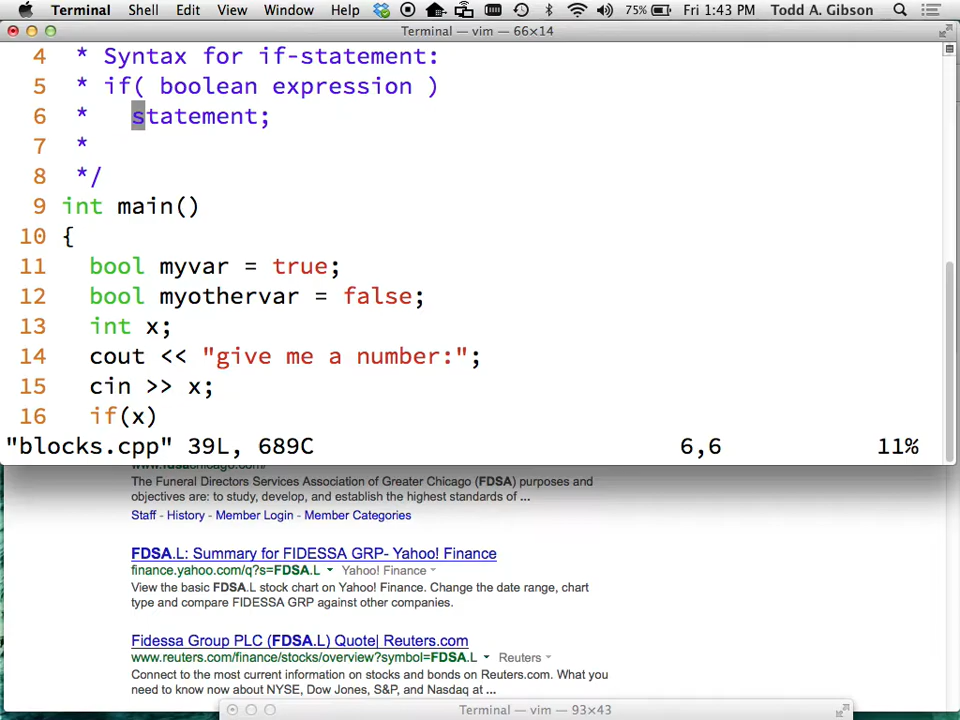 Terminal Shell Edit View Window Help 75% Fri 1:43 PM Todd A. Gibson
Terminal — vim — 66×14
4 * Syntax for if-statement:
5 * if( boolean expression )
6 * statement;
7 *
8 */
9 int main()
10 {
11 bool myvar = true;
12 bool myothervar = false;
13 int x;
14 cout << "give me a number:";
15 cin >> x;
16 if(x)
"blocks.cpp" 39L, 689C 6,6 11%
www.fdsachicago.com/
The Funeral Directors Services Association of Greater Chicago (FDSA) purposes and
objectives are: to study, develop, and establish the highest standards of ...
Staff - History - Member Login - Member Categories
FDSA.L: Summary for FIDESSA GRP- Yahoo! Finance
finance.yahoo.com/q?s=FDSA.L Yahoo! Finance
View the basic FDSA.L stock chart on Yahoo! Finance. Change the date range, chart
type and compare FIDESSA GRP against other companies.
Fidessa Group PLC (FDSA.L) Quote| Reuters.com
www.reuters.com/finance/stocks/overview?symbol=FDSA.L Reuters
Connect to the most current information on stocks and bonds on Reuters.com. Here you
need to know now about NYSE, Dow Jones, S&P, and Nasdaq at ...
Terminal — vim — 93×43